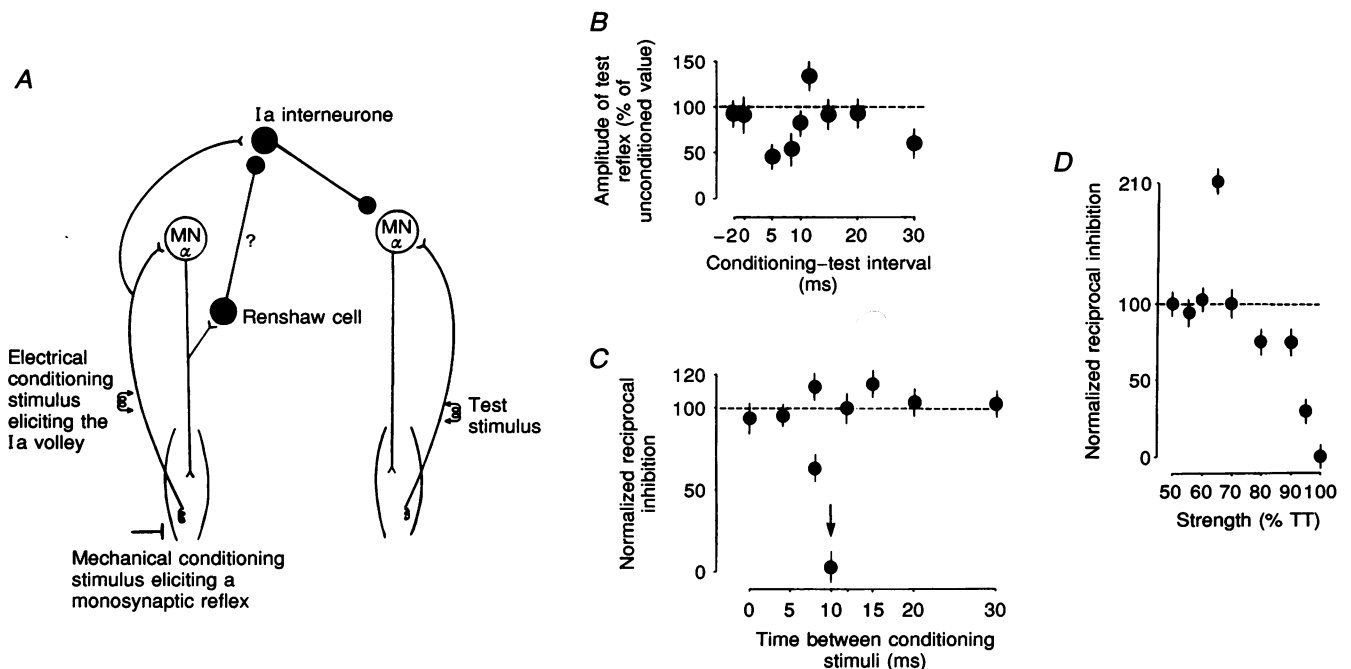 A
Ia interneurone
MN
α
MN
α
?
Renshaw cell
Electrical
conditioning
stimulus
eliciting the
Ia volley
Test
stimulus
Mechanical conditioning
stimulus eliciting a
monosynaptic reflex
B
Amplitude of test
reflex (% of
unconditioned value)
150
100
50
0
−20 5 10 20 30
Conditioning–test interval
(ms)
C
Normalized reciprocal
inhibition
120
100
50
0
0 5 10 15 20 30
Time between conditioning
stimuli (ms)
D
Normalized reciprocal inhibition
210
100
50
0
50 60 70 80 90 100
Strength (% TT)